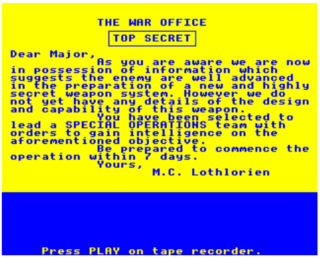 THE WAR OFFICE
TOP SECRET
Dear Major,
As you are aware we are now
in possession of information which
suggests the enemy are well advanced
in the preparation of a new and highly
secret weapon system. However we do
not yet have any details of the design
and capability of this weapon.
You have been selected to
lead a SPECIAL OPERATIONS team with
orders to gain intelligence on the
aforementioned objective.
Be prepared to commence the
operation within 7 days.
Yours,
M.C. Lothlorien
Press PLAY on tape recorder.